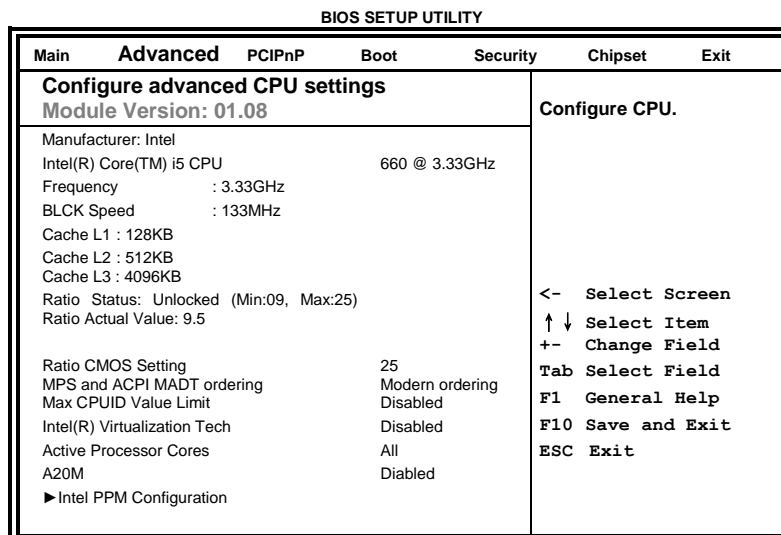 BIOS SETUP UTILITY
Main Advanced PCIPnP Boot Security Chipset Exit
Configure advanced CPU settings
Module Version: 01.08
Configure CPU.
Manufacturer: Intel
Intel(R) Core(TM) i5 CPU 660 @ 3.33GHz
Frequency : 3.33GHz
BLCK Speed : 133MHz
Cache L1 : 128KB
Cache L2 : 512KB
Cache L3 : 4096KB
Ratio Status: Unlocked (Min:09, Max:25)
Ratio Actual Value: 9.5
Ratio CMOS Setting 25
MPS and ACPI MADT ordering Modern ordering
Max CPUID Value Limit Disabled
Intel(R) Virtualization Tech Disabled
Active Processor Cores All
A20M Diabled
►Intel PPM Configuration
<- Select Screen
↑↓ Select Item
+- Change Field
Tab Select Field
F1 General Help
F10 Save and Exit
ESC Exit